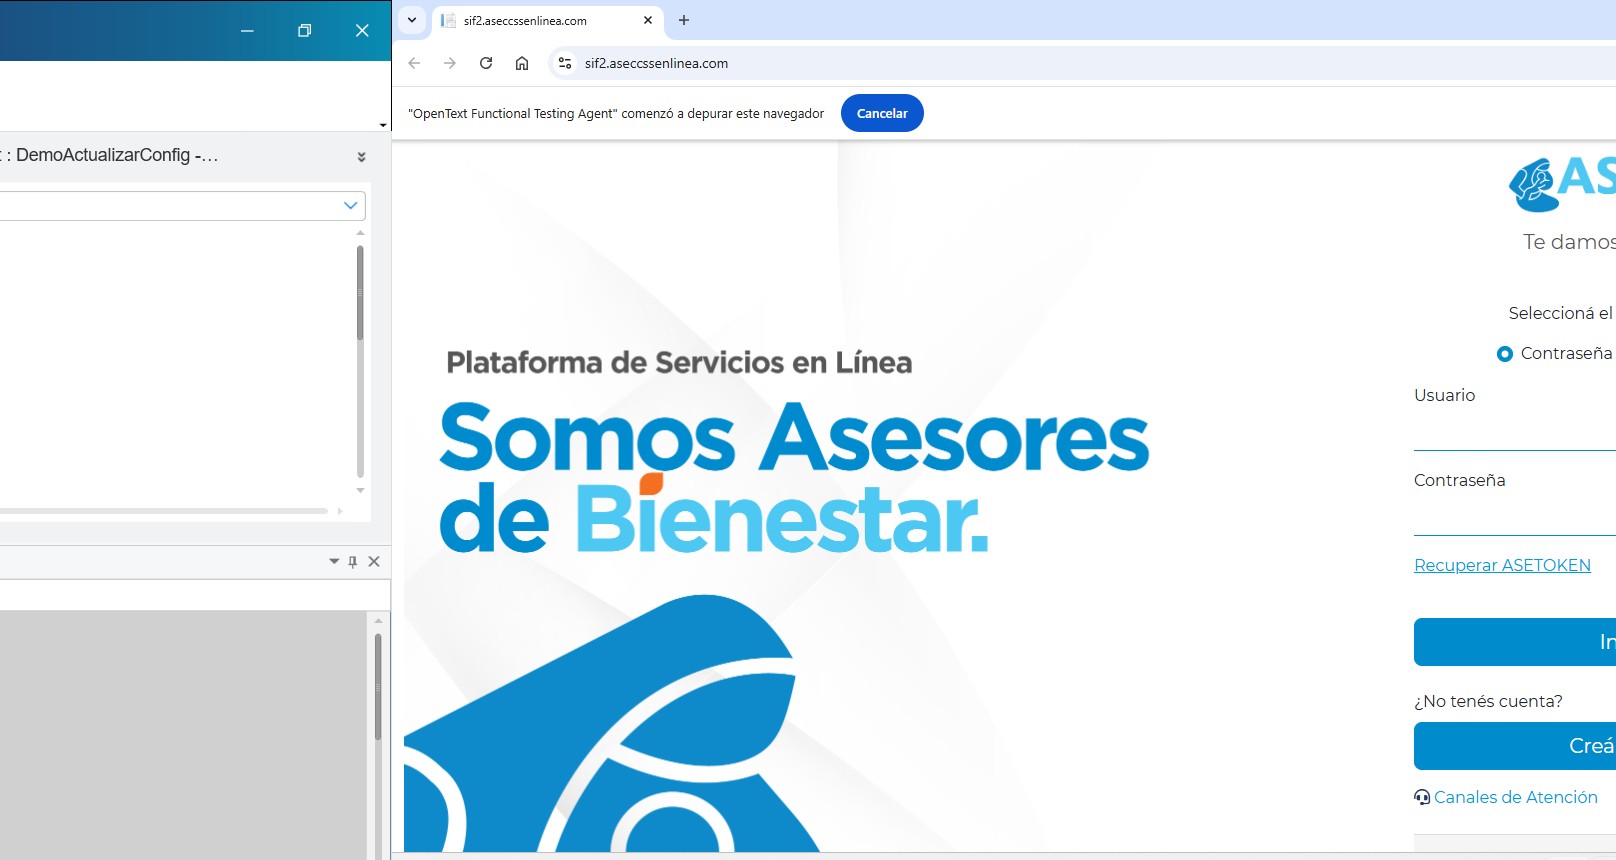 sif2.aseccssenlinea.com
sif2.aseccssenlinea.com
"OpenText Functional Testing Agent" comenzó a depurar este navegador
Cancelar
: DemoActualizarConfig -...
AS
Te damos
Seleccioná el
Contraseña
Usuario
Contraseña
Recuperar ASETOKEN
In
¿No tenés cuenta?
Creá
Canales de Atención
Plataforma de Servicios en Línea
Somos Asesores
de Bienestar.